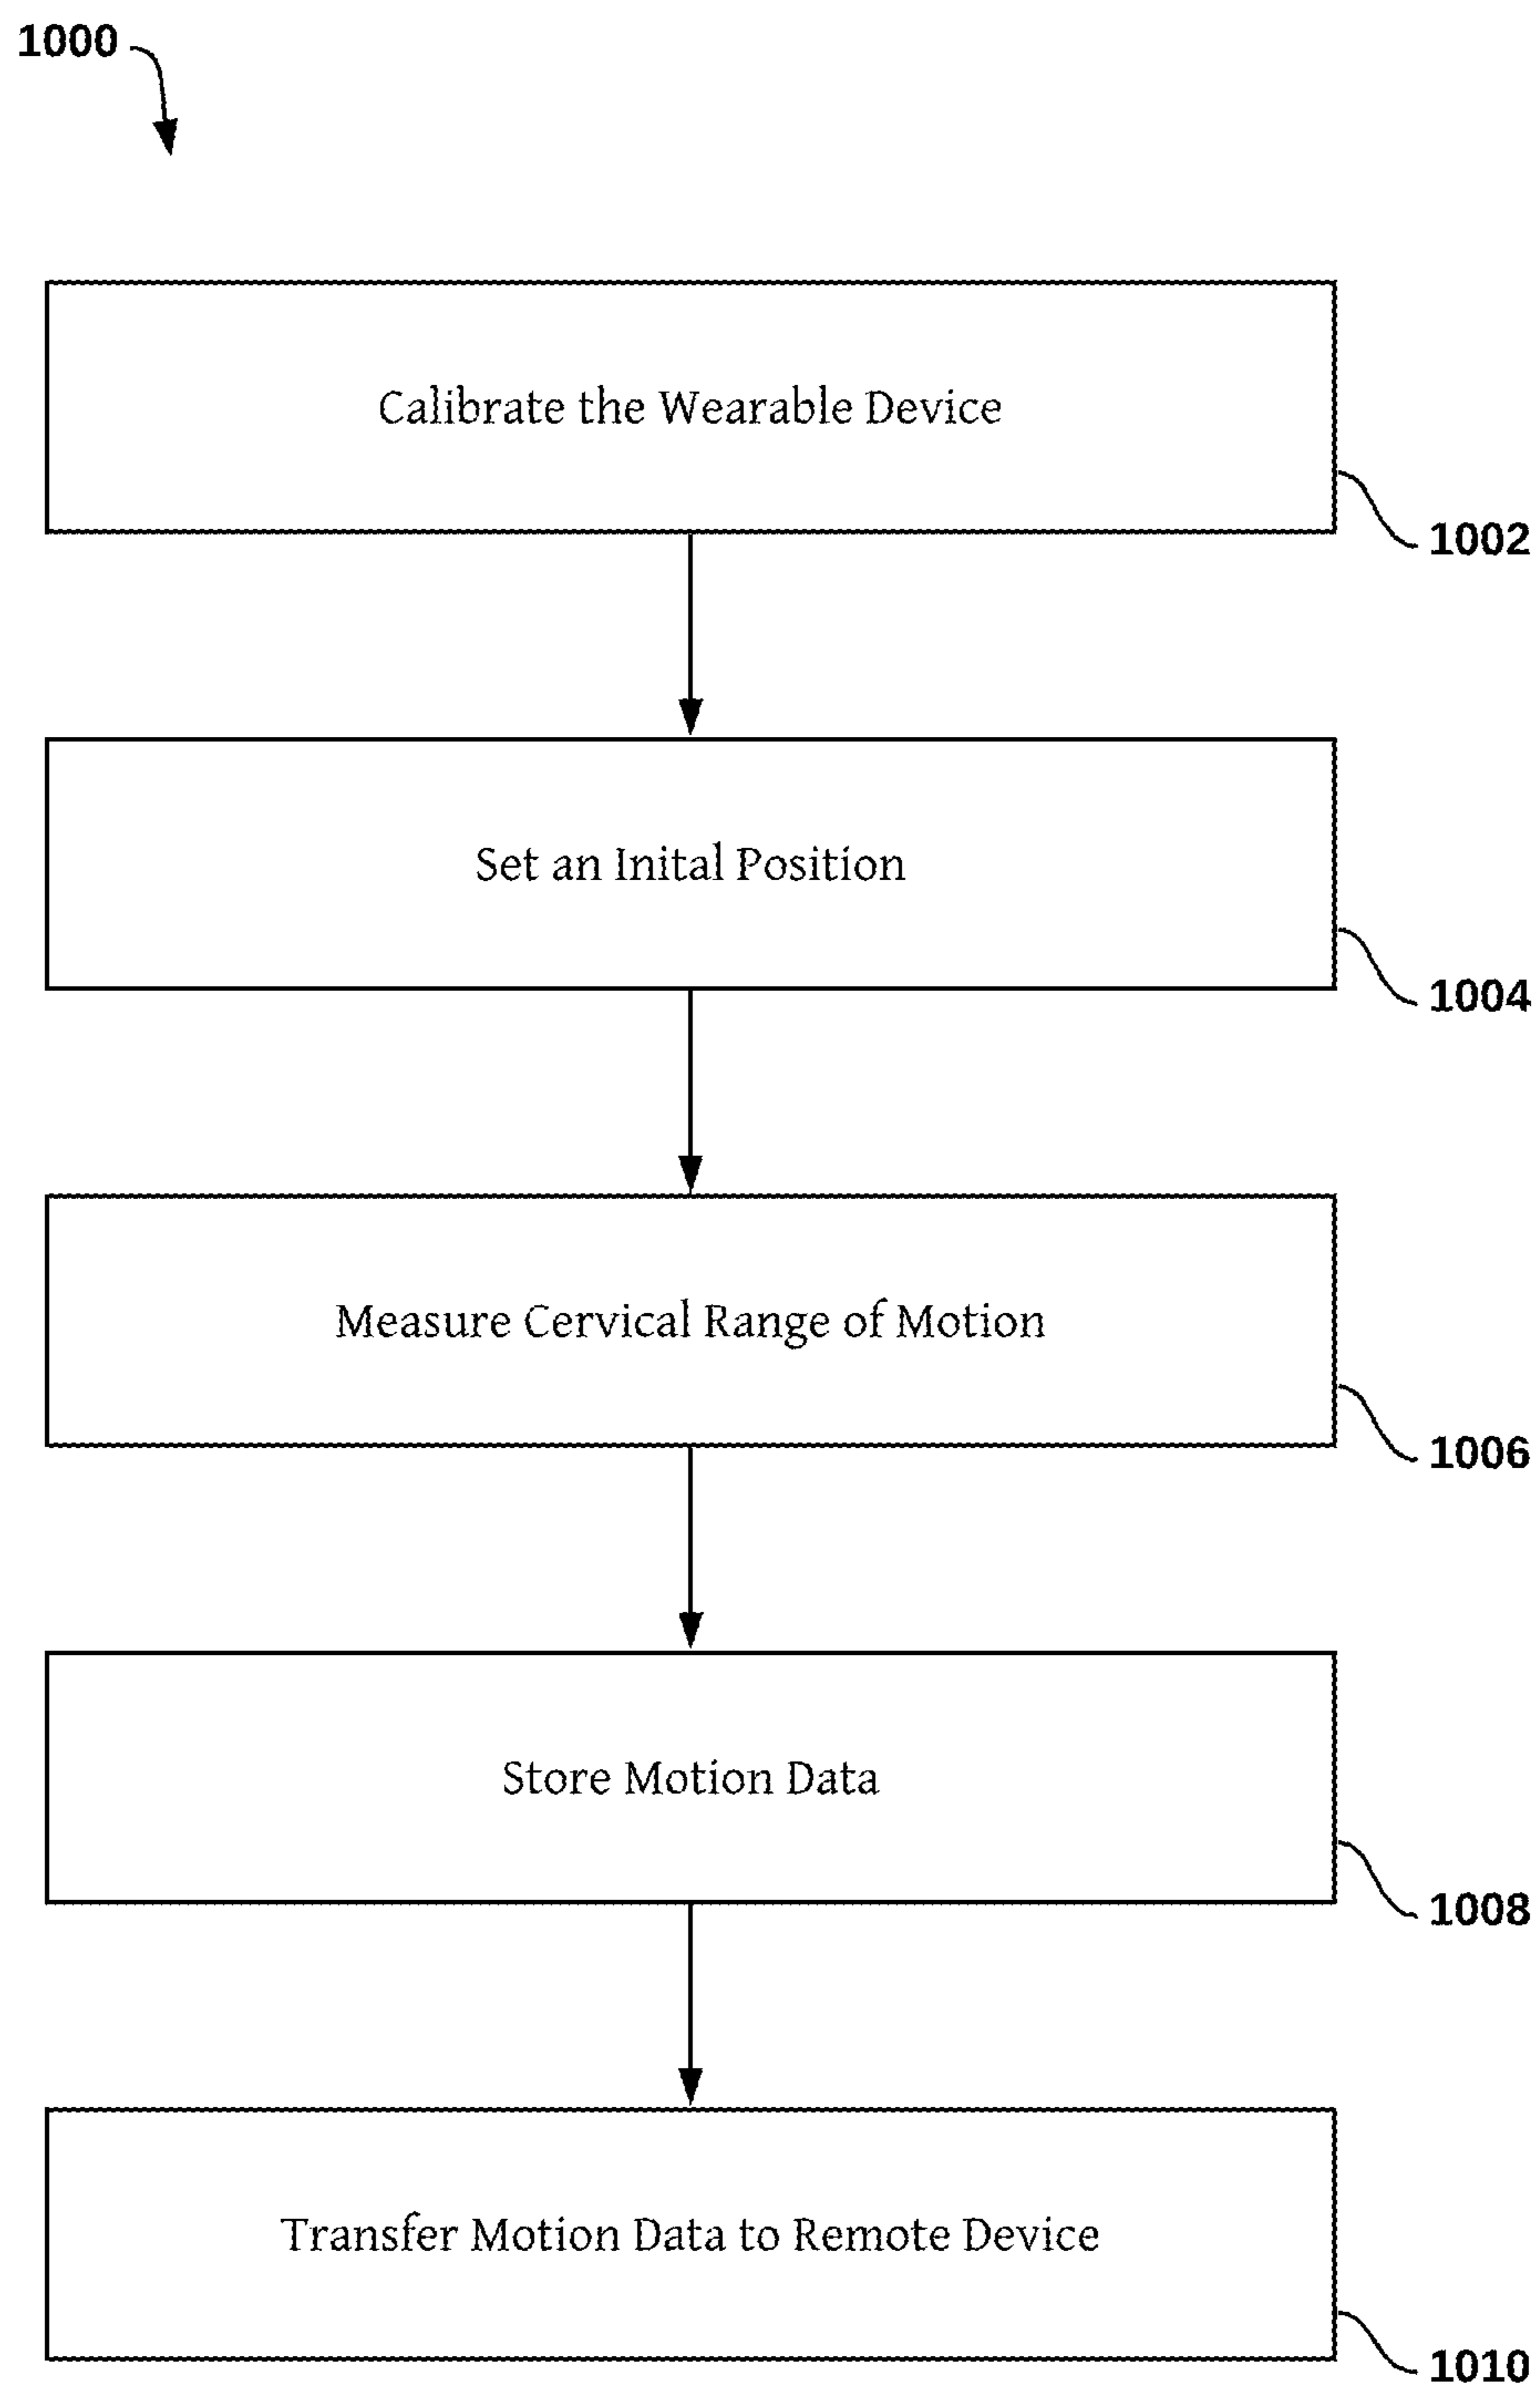 1000
Calibrate the Wearable Device
1002
Set an Inital Position
1004
Measure Cervical Range of Motion
1006
Store Motion Data
1008
Transfer Motion Data to Remote Device
1010